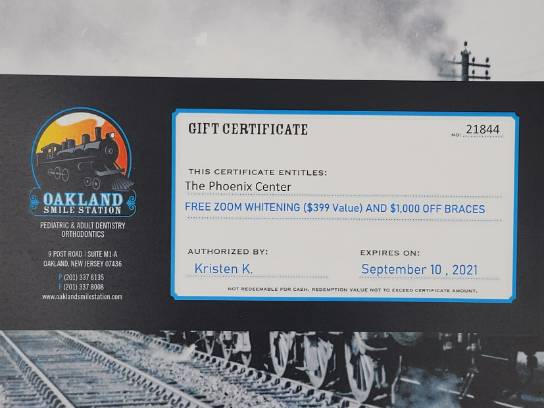 OAKLAND
SMILE STATION
PEDIATRIC & ADULT DENTISTRY
ORTHODONTICS
9 POST ROAD | SUITE M1-A
OAKLAND, NEW JERSEY 07436
P (201) 337 6135
F (201) 337 8008
www.oaklandsmilestation.com
GIFT CERTIFICATE
NO: 21844
THIS CERTIFICATE ENTITLES:
The Phoenix Center
FREE ZOOM WHITENING ($399 Value) AND $1,000 OFF BRACES
AUTHORIZED BY:
Kristen K.
EXPIRES ON:
September 10, 2021
NOT REDEEMABLE FOR CASH. REDEMPTION VALUE NOT TO EXCEED CERTIFICATE AMOUNT.